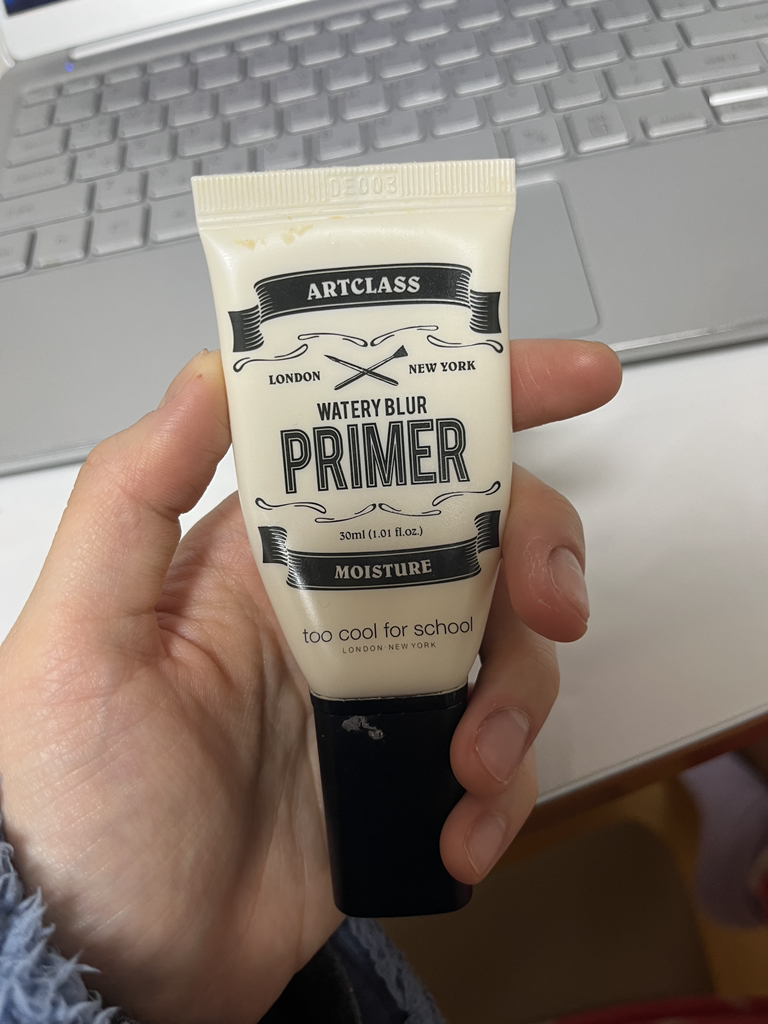 0E003
ARTCLASS
LONDON NEW YORK
WATERY BLUR
PRIMER
30ml (1.01 fl.oz.)
MOISTURE
too cool for school
LONDON·NEW YORK